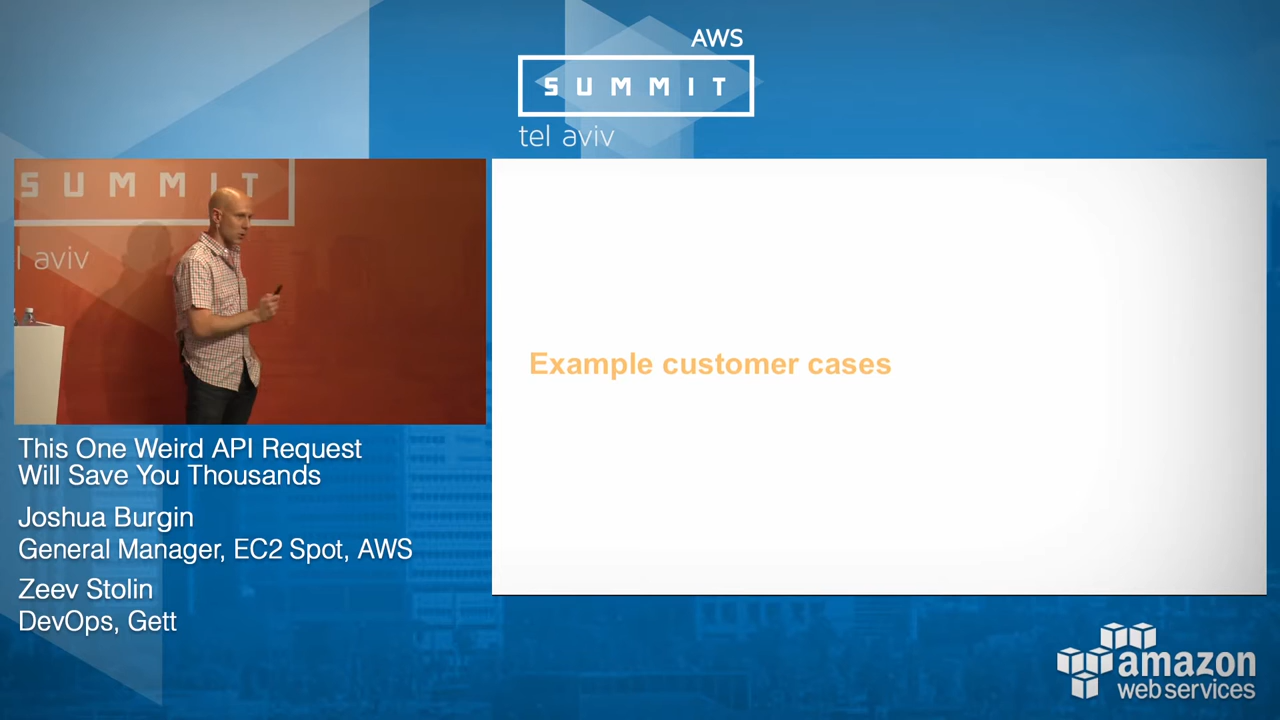 AWS
SUMMIT
tel aviv
SUMMIT
l aviv
Example customer cases
This One Weird API Request
Will Save You Thousands
Joshua Burgin
General Manager, EC2 Spot, AWS
Zeev Stolin
DevOps, Gett
amazon
web services